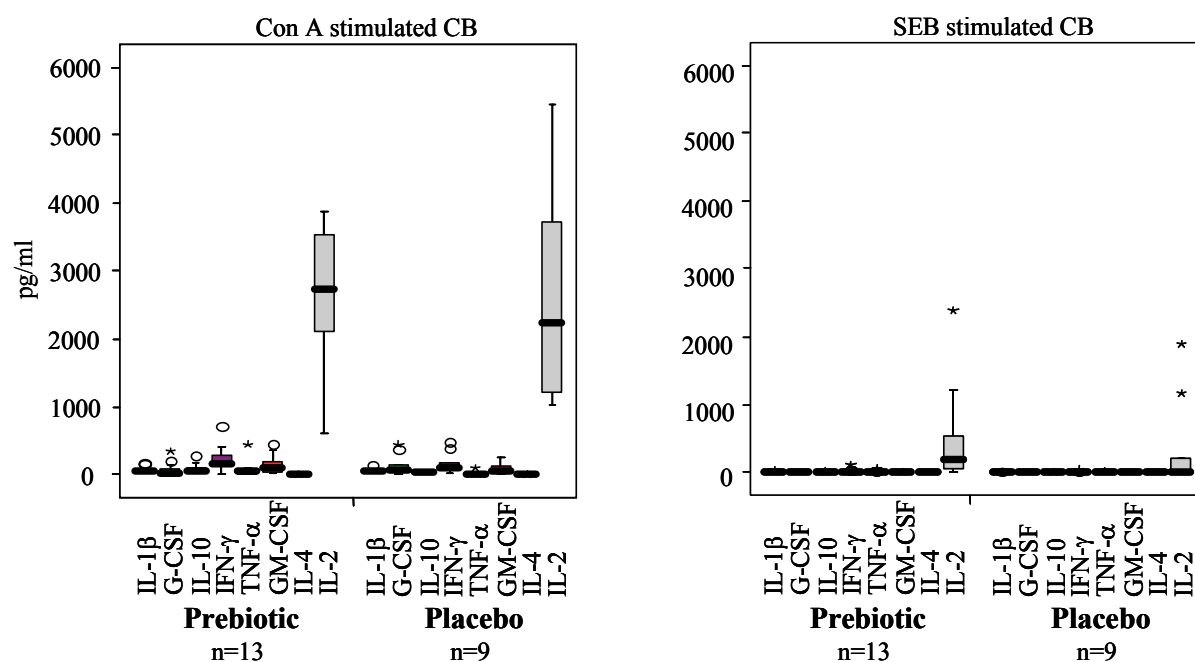 Con A stimulated CB
pg/ml
6000
5000
4000
3000
2000
1000
0
IL-1β
G-CSF
IL-10
IFN-γ
TNF-α
GM-CSF
IL-4
IL-2
IL-1β
G-CSF
IL-10
IFN-γ
TNF-α
GM-CSF
IL-4
IL-2
Prebiotic
Placebo
n=13
n=9
SEB stimulated CB
6000
5000
4000
3000
2000
1000
0
IL-1β
G-CSF
IL-10
IFN-γ
TNF-α
GM-CSF
IL-4
IL-2
IL-1β
G-CSF
IL-10
IFN-γ
TNF-α
GM-CSF
IL-4
IL-2
Prebiotic
Placebo
n=13
n=9